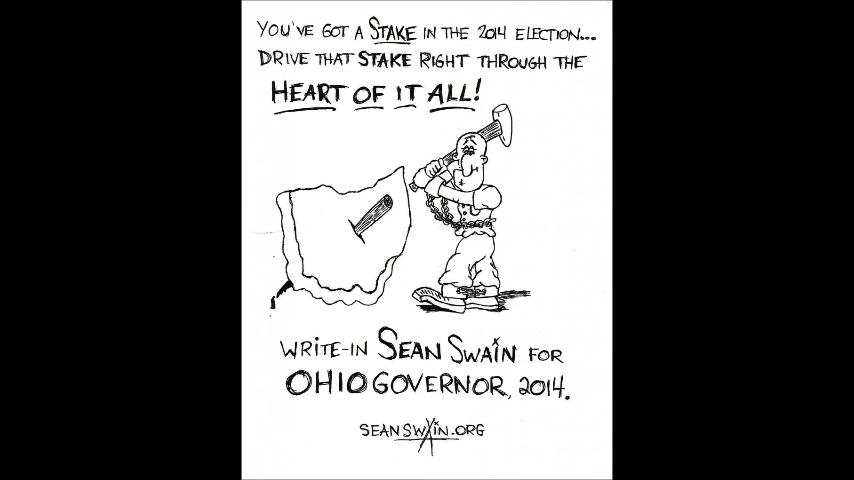 YOU'VE GOT A STAKE IN THE 2014 ELECTION...
DRIVE THAT STAKE RIGHT THROUGH THE
HEART OF IT ALL!
WRITE-IN SEAN SWAIN FOR
OHIO GOVERNOR, 2014.
SEANSWAIN.ORG